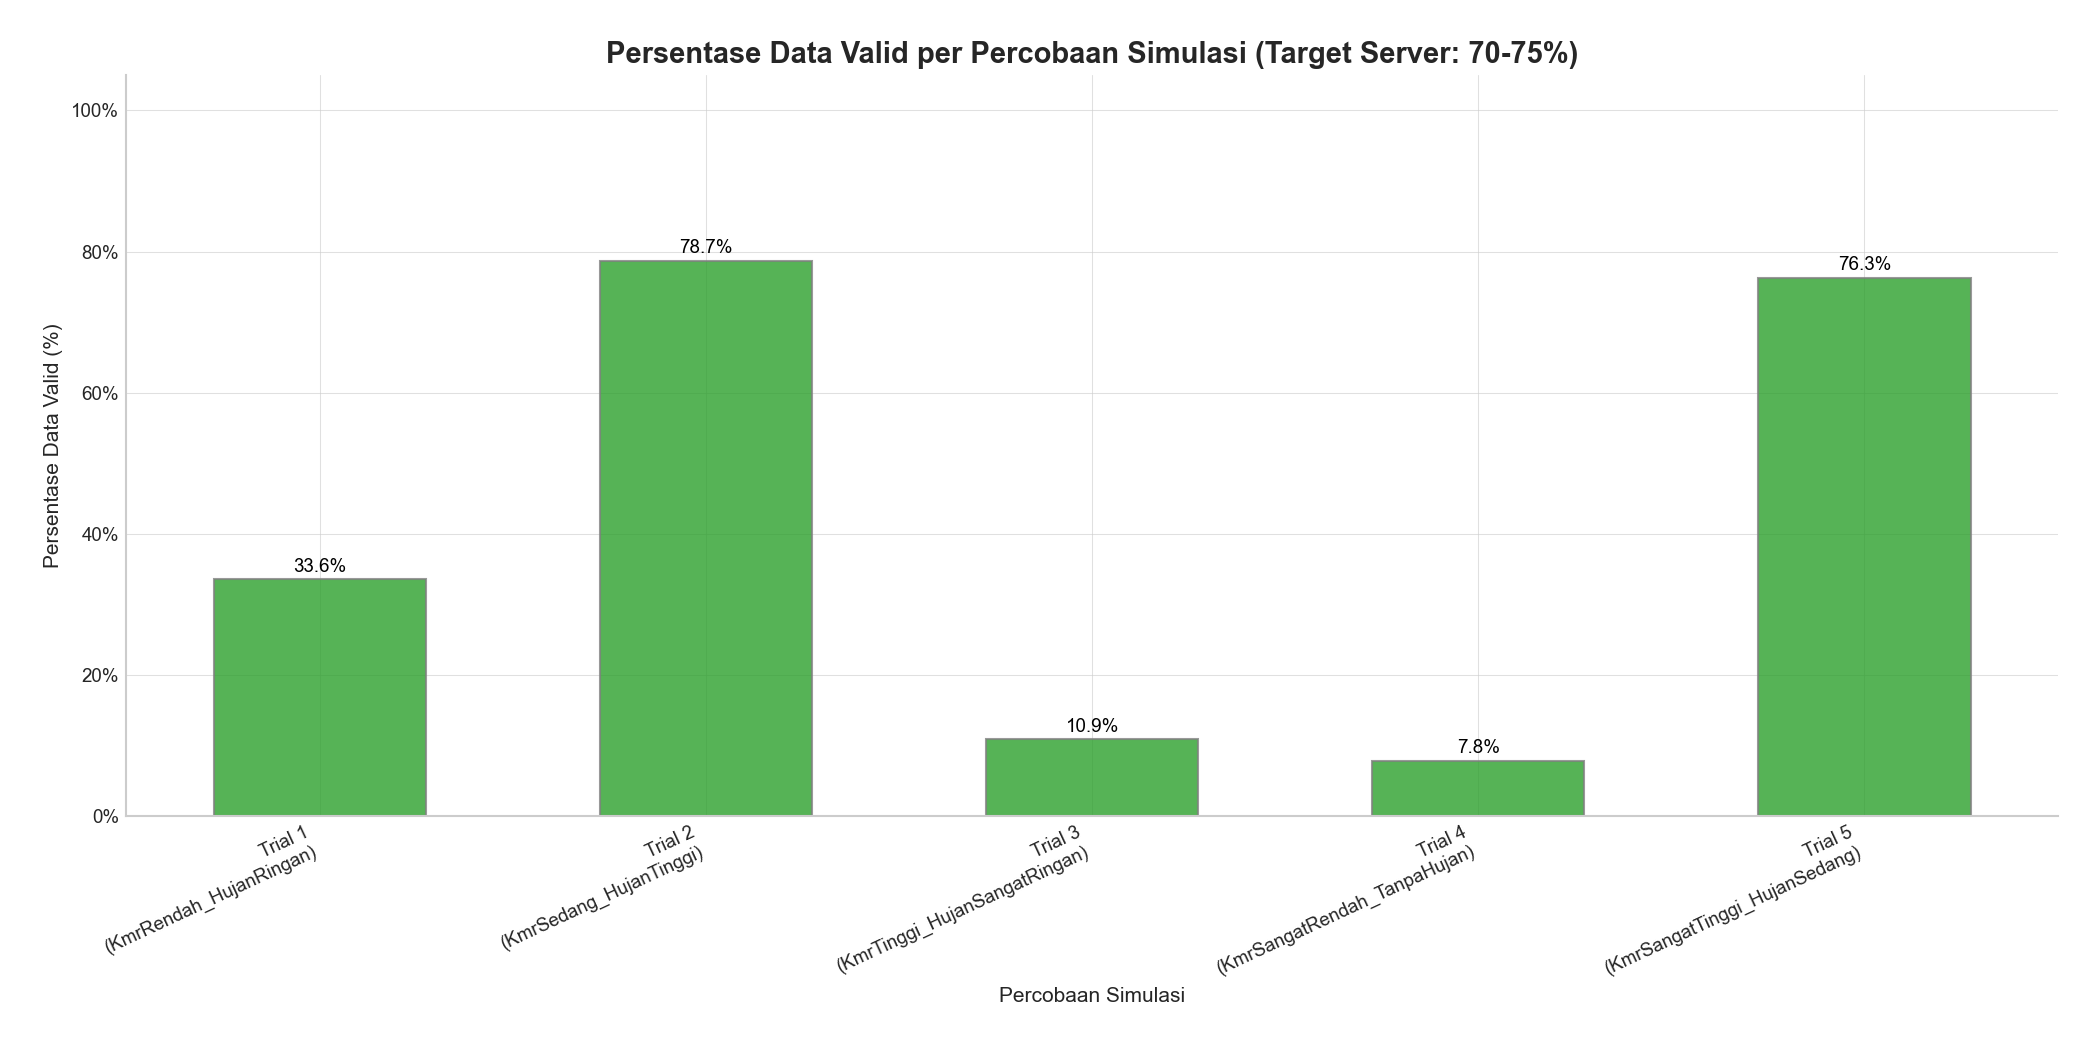 Persentase Data Valid per Percobaan Simulasi (Target Server: 70-75%)
Persentase Data Valid (%)
100%
80%
60%
40%
20%
0%
33.6%
78.7%
10.9%
7.8%
76.3%
Trial 1
(KmrRendah_HujanRingan)
Trial 2
(KmrSedang_HujanTinggi)
Trial 3
(KmrTinggi_HujanSangatRingan)
Trial 4
(KmrSangatRendah_TanpaHujan)
Trial 5
(KmrSangatTinggi_HujanSedang)
Percobaan Simulasi